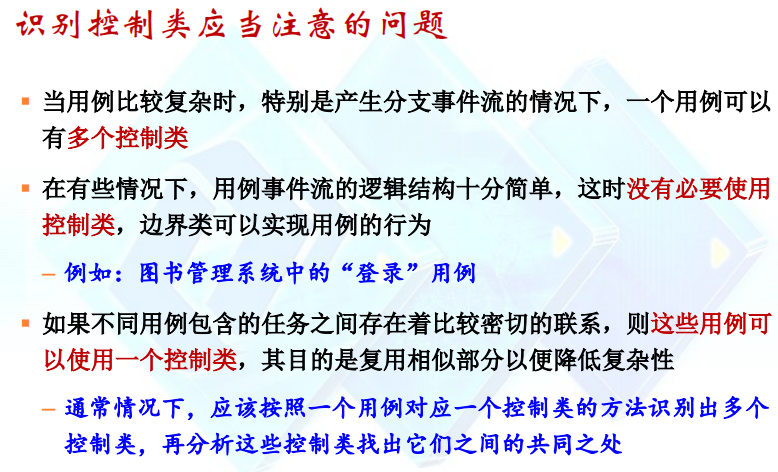 识别控制类应当注意的问题
当用例比较复杂时，特别是产生分支事件流的情况下，一个用例可以
有多个控制类
在有些情况下，用例事件流的逻辑结构十分简单，这时没有必要使用
控制类，边界类可以实现用例的行为
– 例如：图书管理系统中的“登录”用例
如果不同用例包含的任务之间存在着比较密切的联系，则这些用例可
以使用一个控制类，其目的是复用相似部分以便降低复杂性
– 通常情况下，应该按照一个用例对应一个控制类的方法识别出多个
控制类，再分析这些控制类找出它们之间的共同之处